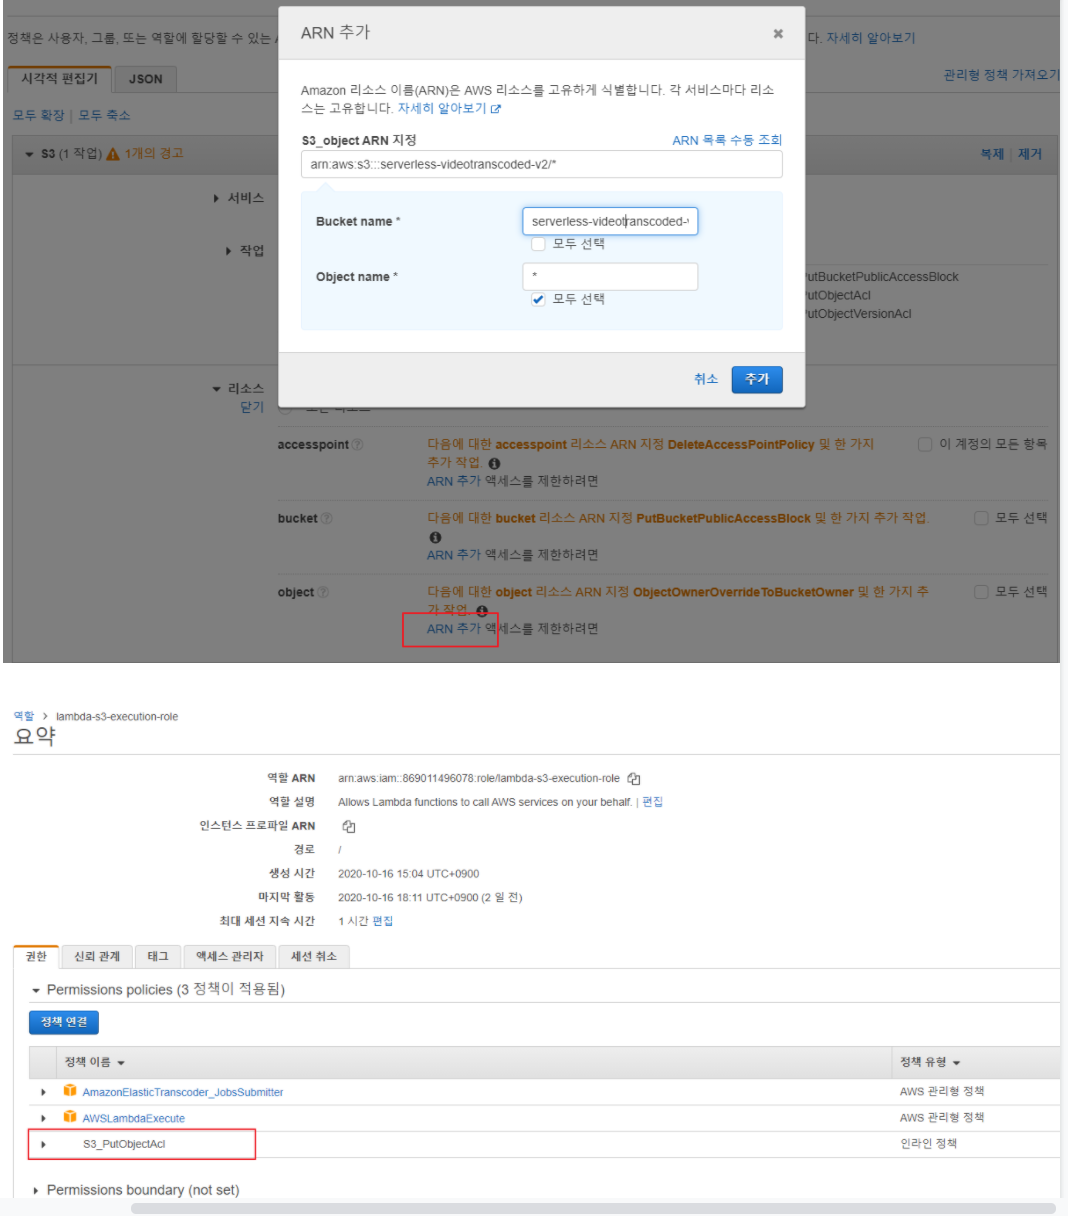 정책은 사용자, 그룹, 또는 역할에 할당할 수 있는
다. 자세히 알아보기
시각적 편집기
JSON
관리형 정책 가져오기
모두 확장 | 모두 축소
S3 (1 작업) 1개의 경고
복제 | 제거
서비스
작업
utBucketPublicAccessBlock
utObjectAcl
utObjectVersionAcl
ARN 추가
Amazon 리소스 이름(ARN)은 AWS 리소스를 고유하게 식별합니다. 각 서비스마다 리소
스는 고유합니다. 자세히 알아보기
S3_object ARN 지정
ARN 목록 수동 조회
arn:aws:s3:::serverless-videotranscoded-v2/*
Bucket name *
serverless-videotranscoded-
모두 선택
Object name *
*
모두 선택
취소
추가
리소스
닫기
accesspoint
다음에 대한 accesspoint 리소스 ARN 지정 DeleteAccessPointPolicy 및 한 가지
추가 작업.
ARN 추가 액세스를 제한하려면
이 계정의 모든 항목
bucket
다음에 대한 bucket 리소스 ARN 지정 PutBucketPublicAccessBlock 및 한 가지 추가 작업.
ARN 추가 액세스를 제한하려면
모두 선택
object
다음에 대한 object 리소스 ARN 지정 ObjectOwnerOverrideToBucketOwner 및 한 가지 추
가 작업.
ARN 추가 액세스를 제한하려면
모두 선택
역할 > lambda-s3-execution-role
요약
역할 ARN arn:aws:iam::869011496078:role/lambda-s3-execution-role
역할 설명 Allows Lambda functions to call AWS services on your behalf. | 편집
인스턴스 프로파일 ARN
경로 /
생성 시간 2020-10-16 15:04 UTC+0900
마지막 활동 2020-10-16 18:11 UTC+0900 (2 일 전)
최대 세션 지속 시간 1 시간 편집
권한
신뢰 관계
태그
액세스 관리자
세션 취소
Permissions policies (3 정책이 적용됨)
정책 연결
정책 이름
정책 유형
AmazonElasticTranscoder_JobsSubmitter
AWS 관리형 정책
AWSLambdaExecute
AWS 관리형 정책
S3_PutObjectAcl
인라인 정책
Permissions boundary (not set)